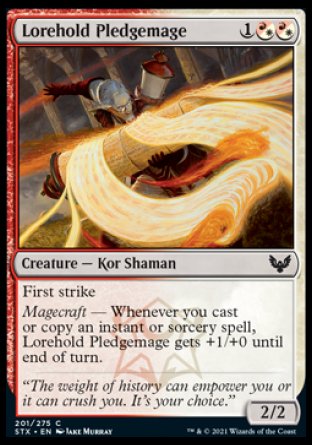 Lorehold Pledgemage 1
Creature — Kor Shaman
First strike
Magecraft — Whenever you cast
or copy an instant or sorcery spell,
Lorehold Pledgemage gets +1/+0 until
end of turn.
“The weight of history can empower you or
it can crush you. It’s your choice.”
2/2
201/275 C
STX • EN Jake Murray
™ & © 2021 Wizards of the Coast